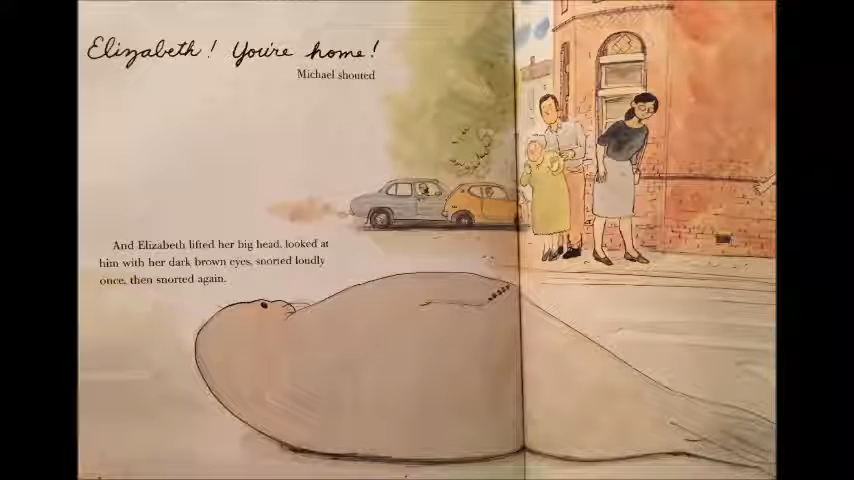 Elizabeth! You're home!
Michael shouted
And Elizabeth lifted her big head, looked at
him with her dark brown eyes, snorted loudly
once, then snorted again.